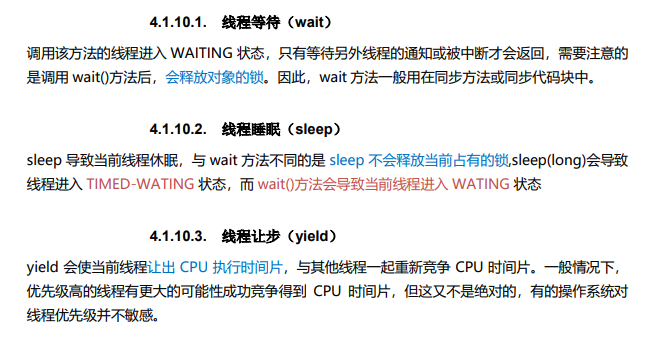 4.1.10.1. 线程等待（wait）
调用该方法的线程进入 WAITING 状态，只有等待另外线程的通知或被中断才会返回，需要注意的
是调用 wait()方法后，会释放对象的锁。因此，wait 方法一般用在同步方法或同步代码块中。
4.1.10.2. 线程睡眠（sleep）
sleep 导致当前线程休眠，与 wait 方法不同的是 sleep 不会释放当前占有的锁,sleep(long)会导致
线程进入 TIMED-WATING 状态，而 wait()方法会导致当前线程进入 WATING 状态
4.1.10.3. 线程让步（yield）
yield 会使当前线程让出 CPU 执行时间片，与其他线程一起重新竞争 CPU 时间片。一般情况下，
优先级高的线程有更大的可能性成功竞争得到 CPU 时间片，但这又不是绝对的，有的操作系统对
线程优先级并不敏感。